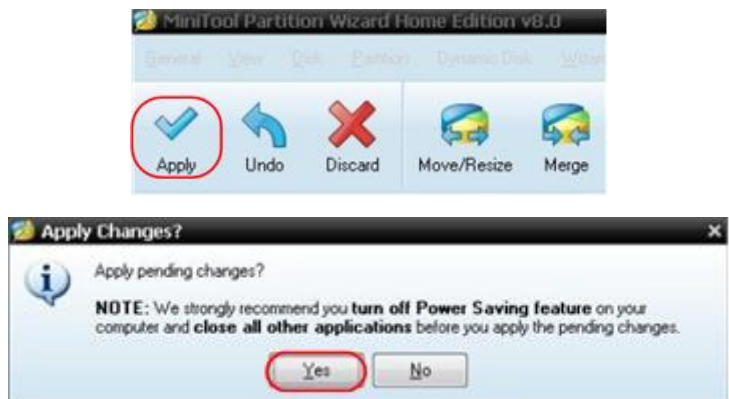 MiniTool Partition Wizard Home Edition v8.0
General View Disk Partition Dynamic Disk
Apply Undo Discard Move/Resize Merge
Apply Changes?
Apply pending changes?
NOTE: We strongly recommend you turn off Power Saving feature on your
computer and close all other applications before you apply the pending changes.
Yes No